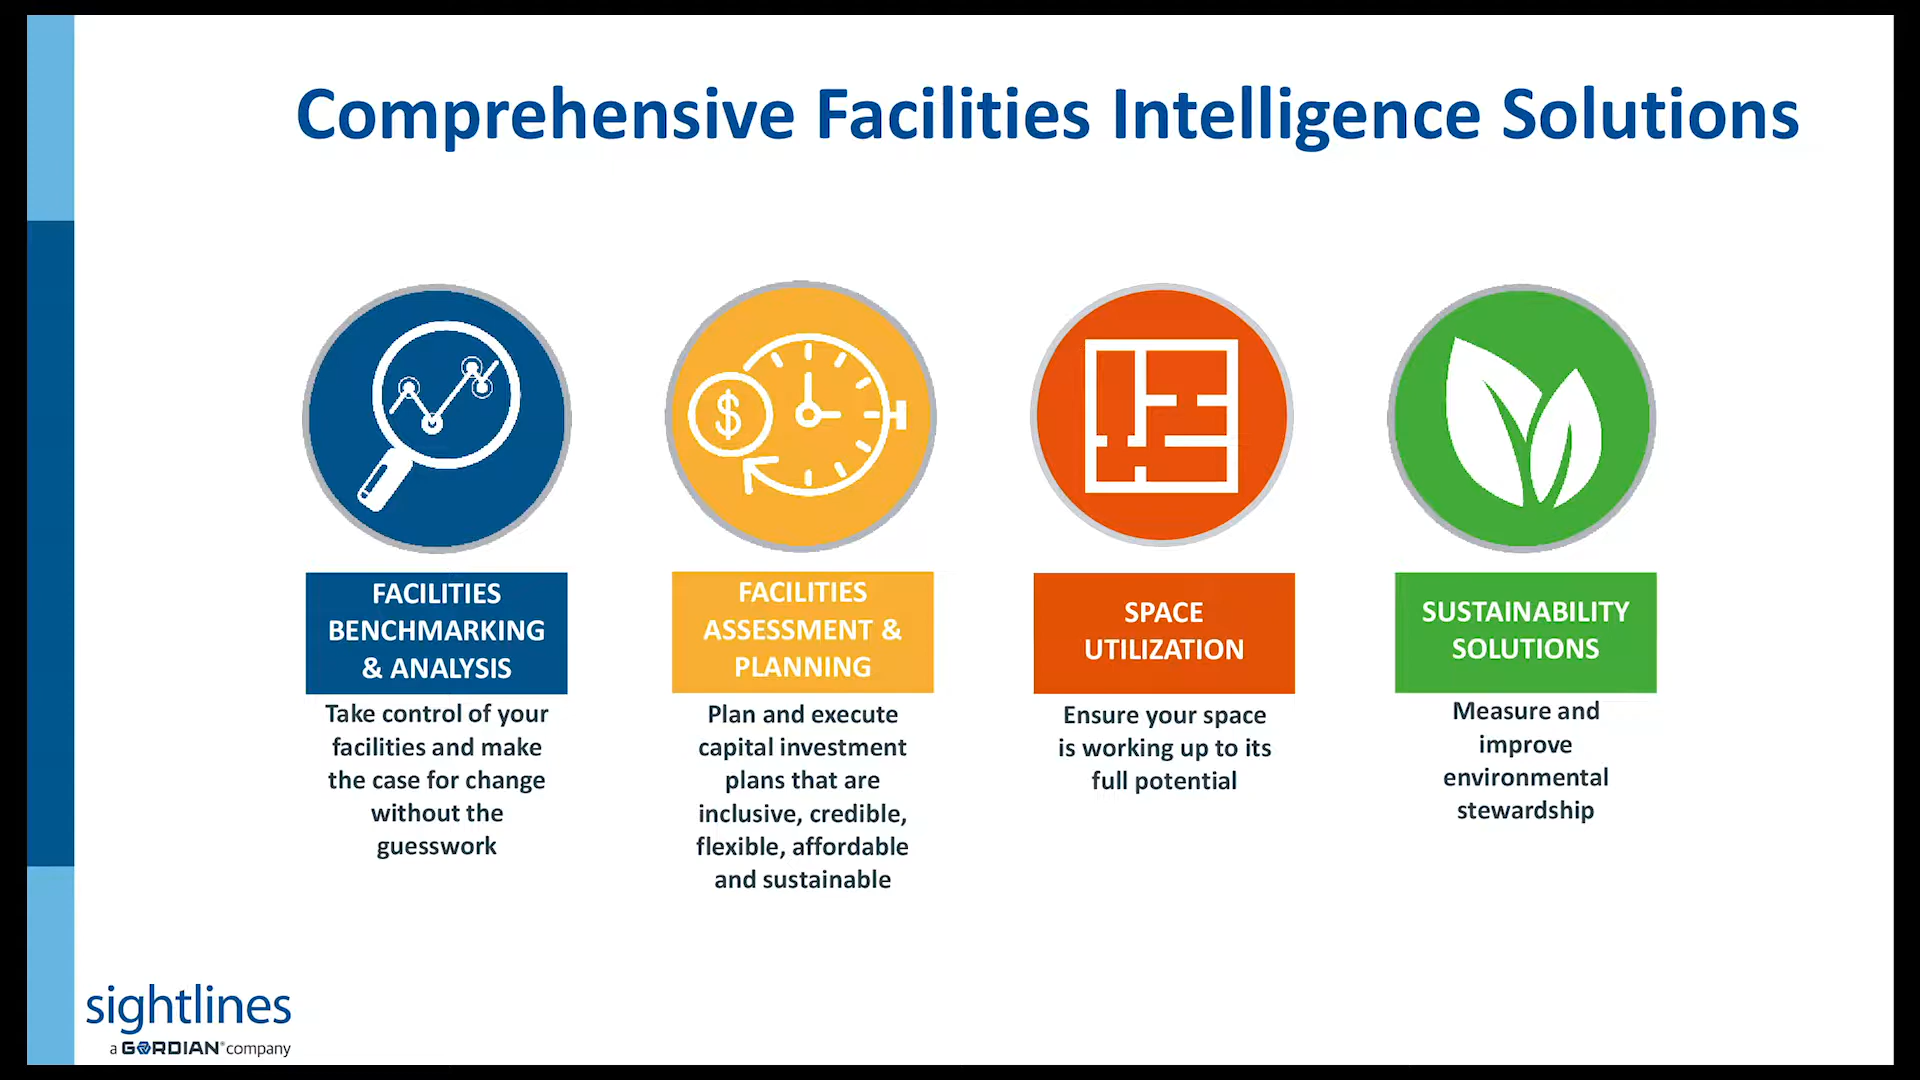 Comprehensive Facilities Intelligence Solutions
$
FACILITIES
BENCHMARKING
& ANALYSIS
Take control of your
facilities and make
the case for change
without the
guesswork
FACILITIES
ASSESSMENT &
PLANNING
Plan and execute
capital investment
plans that are
inclusive, credible,
flexible, affordable
and sustainable
SPACE
UTILIZATION
Ensure your space
is working up to its
full potential
SUSTAINABILITY
SOLUTIONS
Measure and
improve
environmental
stewardship
sightlines
a GORDIAN® company